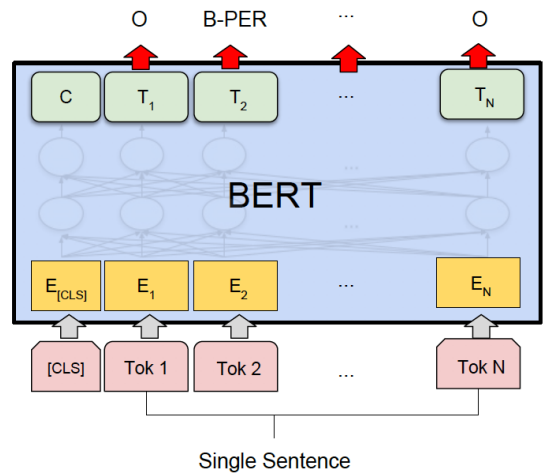 O B-PER ... O
C T1 T2 ... TN
...
BERT
...
E[CLS] E1 E2 ... EN
[CLS] Tok 1 Tok 2 ... Tok N
Single Sentence